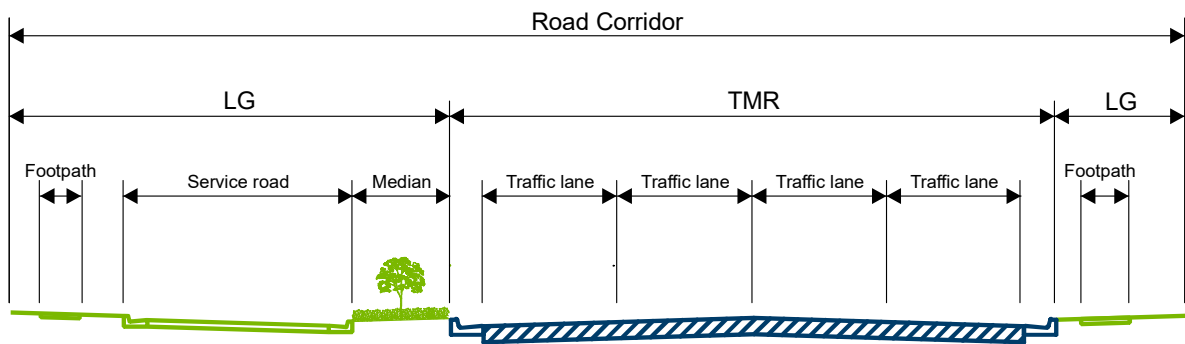 Road Corridor
LG
TMR
LG
Footpath
Service road
Median
Traffic lane
Traffic lane
Traffic lane
Traffic lane
Footpath